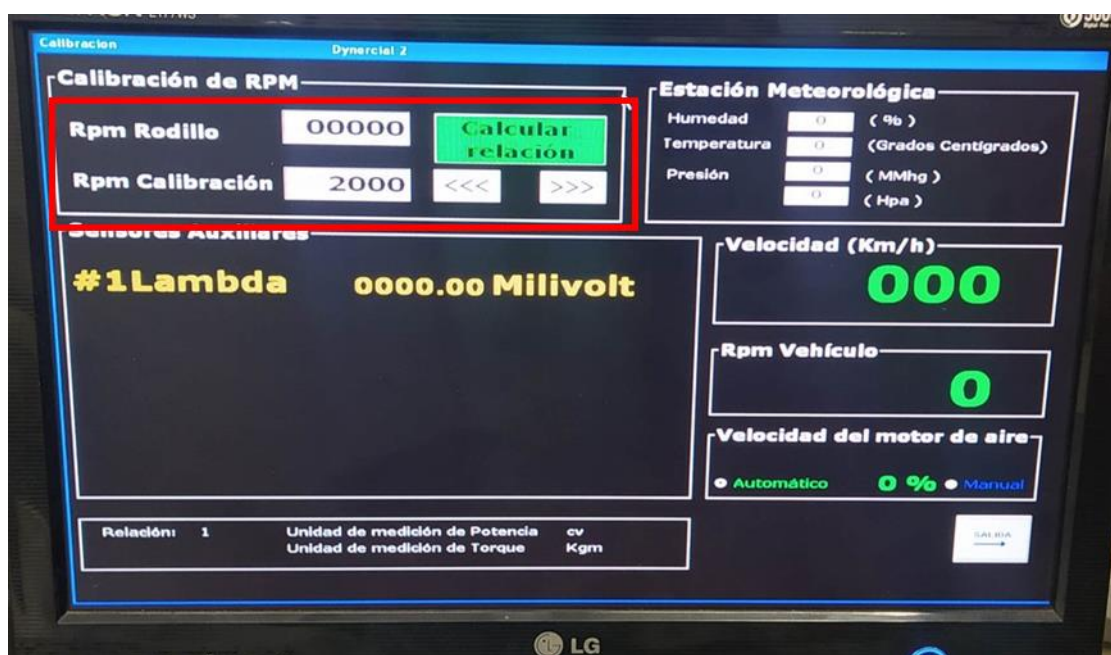 Calibracion Dynercial 2
Calibración de RPM
Rpm Rodillo 00000 Calcular relación
Rpm Calibración 2000 <<< >>>
Estación Meteorológica
Humedad 0 ( % )
Temperatura 0 (Grados Centígrados)
Presión 0 ( MMhg )
0 ( Hpa )
Sensores Auxiliares
#1Lambda 0000.00 Milivolt
Velocidad (Km/h)
000
Rpm Vehículo
0
Velocidad del motor de aire
Automático 0 % Manual
Relación: 1 Unidad de medición de Potencia cv
Unidad de medición de Torque Kgm
SALIDA
LG